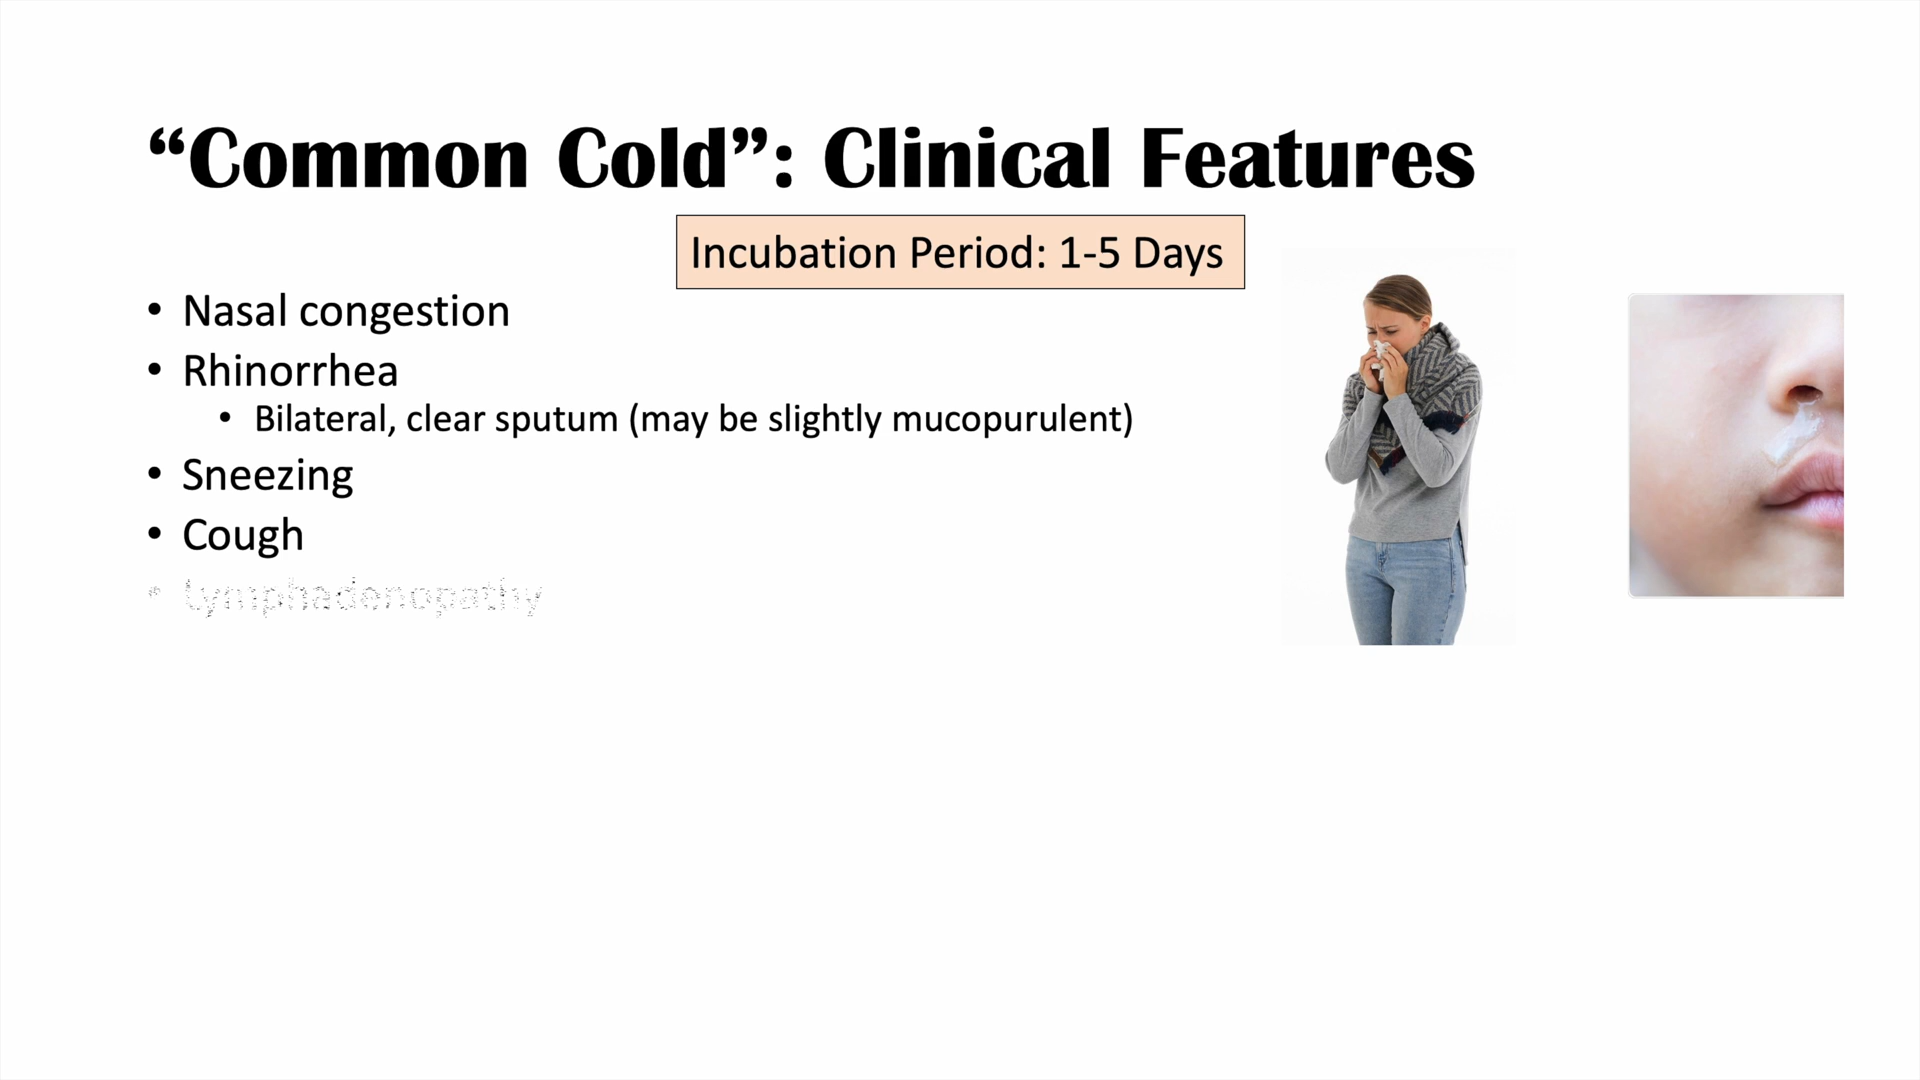 “Common Cold”: Clinical Features
Incubation Period: 1-5 Days
• Nasal congestion
• Rhinorrhea
• Bilateral, clear sputum (may be slightly mucopurulent)
• Sneezing
• Cough
• Lymphadenopathy